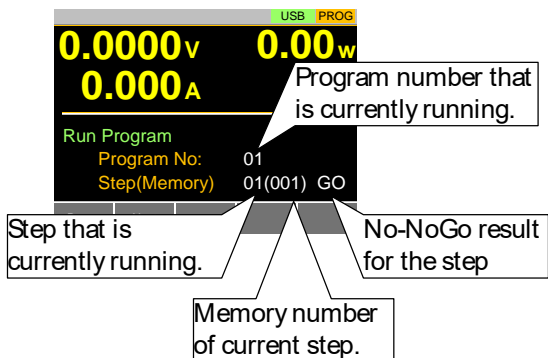 USB PROG
0.0000V 0.00W
0.000A
Program number that
is currently running.
Run Program
Program No: 01
Step(Memory) 01(001) GO
Step that is
currently running.
No-NoGo result
for the step
Memory number
of current step.